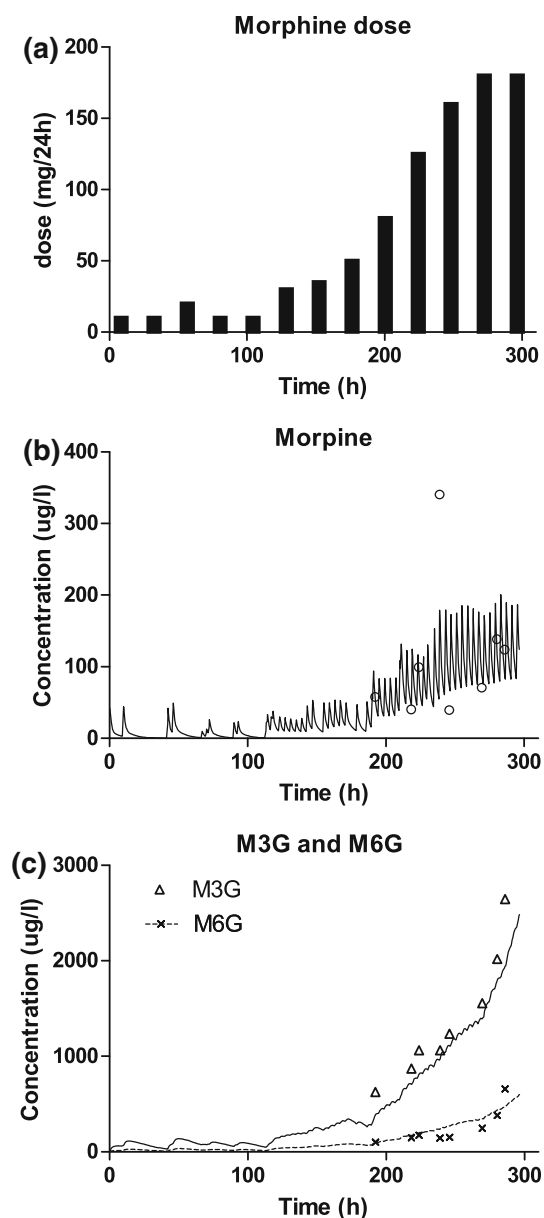 (a)
Morphine dose
dose (mg/24h)
200
150
100
50
0
0 100 200 300
Time (h)
(b)
Morpine
Concentration (ug/l)
400
300
200
100
0
0 100 200 300
Time (h)
(c)
M3G and M6G
Concentration (ug/l)
3000
2000
1000
0
M3G
M6G
0 100 200 300
Time (h)